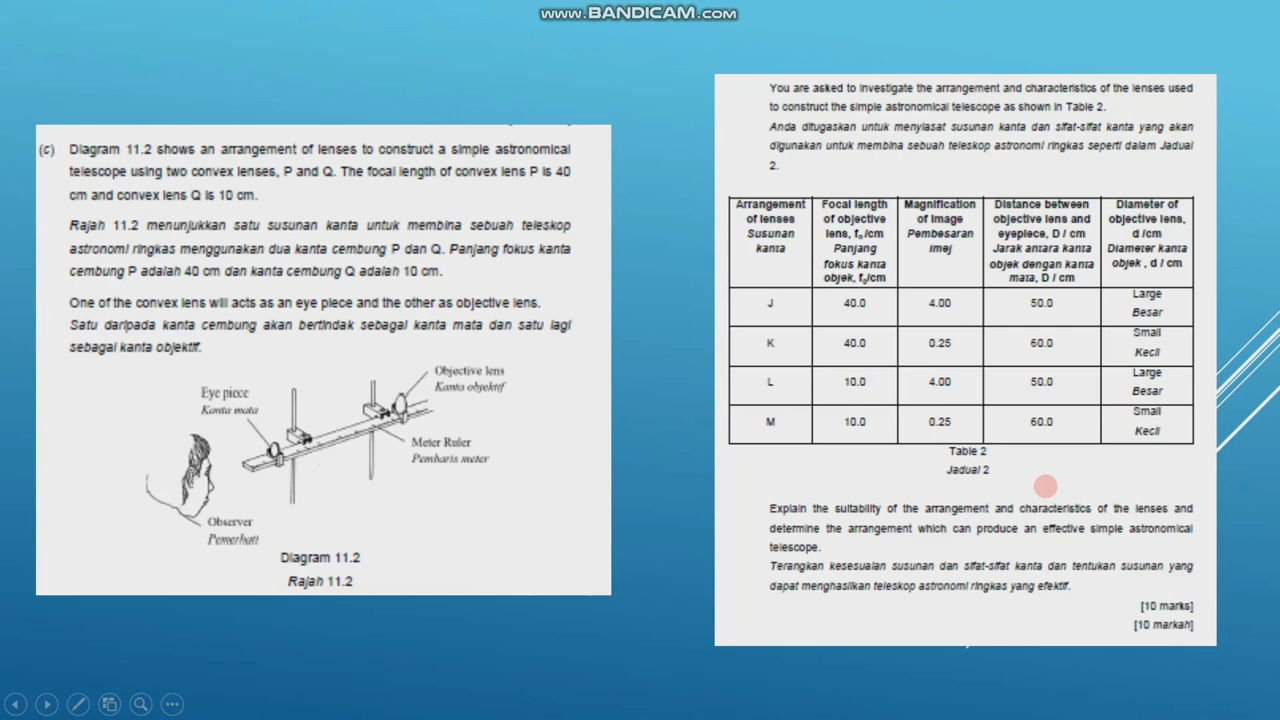 www.BANDICAM.com
(c) Diagram 11.2 shows an arrangement of lenses to construct a simple astronomical
telescope using two convex lenses, P and Q. The focal length of convex lens P is 40
cm and convex lens Q is 10 cm.
Rajah 11.2 menunjukkan satu susunan kanta untuk membina sebuah teleskop
astronomi ringkas menggunakan dua kanta cembung P dan Q. Panjang fokus kanta
cembung P adalah 40 cm dan kanta cembung Q adalah 10 cm.
One of the convex lens will acts as an eye piece and the other as objective lens.
Satu daripada kanta cembung akan bertindak sebagai kanta mata dan satu lagi
sebagai kanta objektif.
Objective lens
Kanta objektif
Eye piece
Kanta mata
Meter Ruler
Pembaris meter
Observer
Pemerhati
Diagram 11.2
Rajah 11.2
You are asked to investigate the arrangement and characteristics of the lenses used
to construct the simple astronomical telescope as shown in Table 2.
Anda ditugaskan untuk menyiasat susunan kanta dan sifat-sifat kanta yang akan
digunakan untuk membina sebuah teleskop astronomi ringkas seperti dalam Jadual
2.
Arrangement of lenses Susunan kanta
Focal length of objective lens, fo /cm Panjang fokus kanta objek, fo/cm
Magnification of image Pembesaran imej
Distance between objective lens and eyepiece, D / cm Jarak antara kanta objek dengan kanta mata, D / cm
Diameter of objective lens, d /cm Diameter kanta objek , d / cm
J 40.0 4.00 50.0 Large Besar
K 40.0 0.25 60.0 Small Kecil
L 10.0 4.00 50.0 Large Besar
M 10.0 0.25 60.0 Small Kecil
Table 2
Jadual 2
Explain the suitability of the arrangement and characteristics of the lenses and
determine the arrangement which can produce an effective simple astronomical
telescope.
Terangkan kesesuaian susunan dan sifat-sifat kanta dan tentukan susunan yang
dapat menghasilkan teleskop astronomi ringkas yang efektif.
[10 marks]
[10 markah]